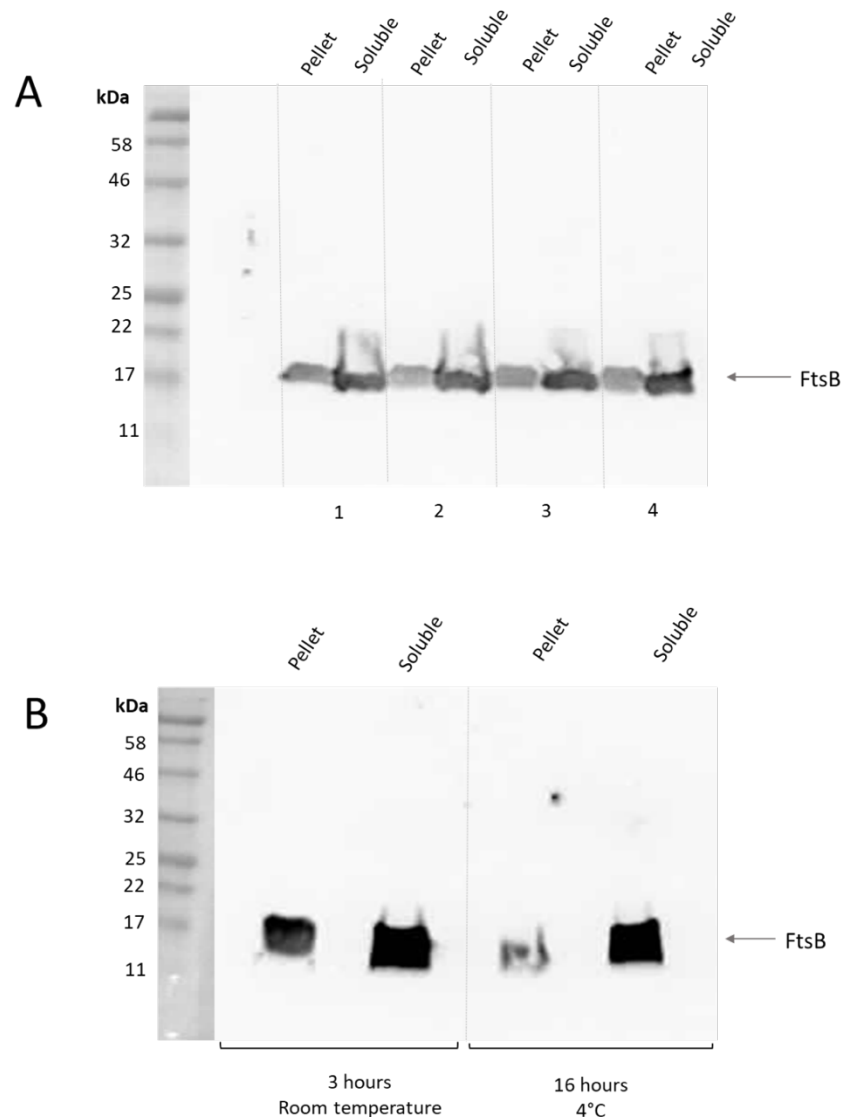 Pellet Soluble Pellet Soluble Pellet Soluble Pellet Soluble
A
kDa
58
46
32
25
22
17
11
FtsB
1 2 3 4
Pellet Soluble Pellet Soluble
B
kDa
58
46
32
25
22
17
11
FtsB
3 hours
Room temperature
16 hours
4°C